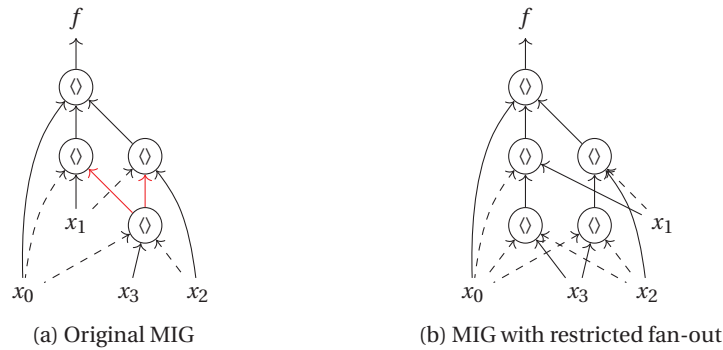 f f
⟨⟩ ⟨⟩
⟨⟩ ⟨⟩ ⟨⟩ ⟨⟩
x₁ ⟨⟩ ⟨⟩ ⟨⟩ x₁
x₀ x₃ x₂ x₀ x₃ x₂
(a) Original MIG (b) MIG with restricted fan-out